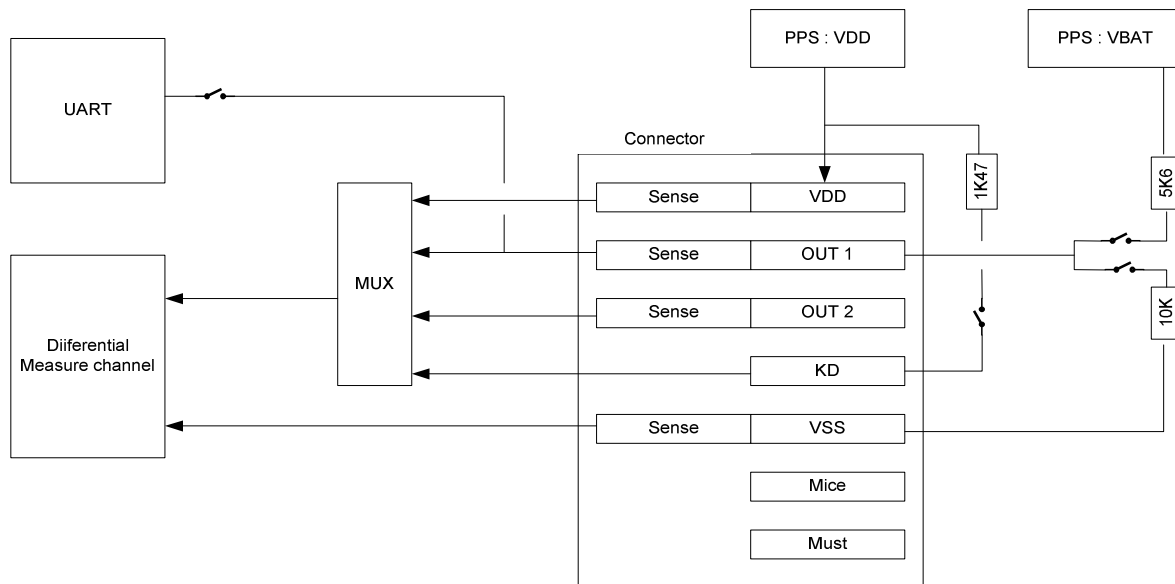 PPS : VDD
PPS : VBAT
UART
Connector
1K47
5K6
Sense
VDD
Sense
OUT 1
MUX
10K
Sense
OUT 2
Diiferential
Measure channel
KD
Sense
VSS
Mice
Must